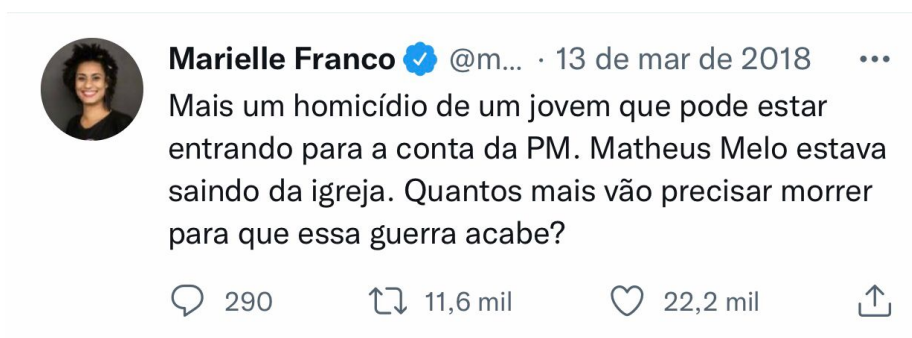 Marielle Franco @m... · 13 de mar de 2018
Mais um homicídio de um jovem que pode estar
entrando para a conta da PM. Matheus Melo estava
saindo da igreja. Quantos mais vão precisar morrer
para que essa guerra acabe?
290 11,6 mil 22,2 mil